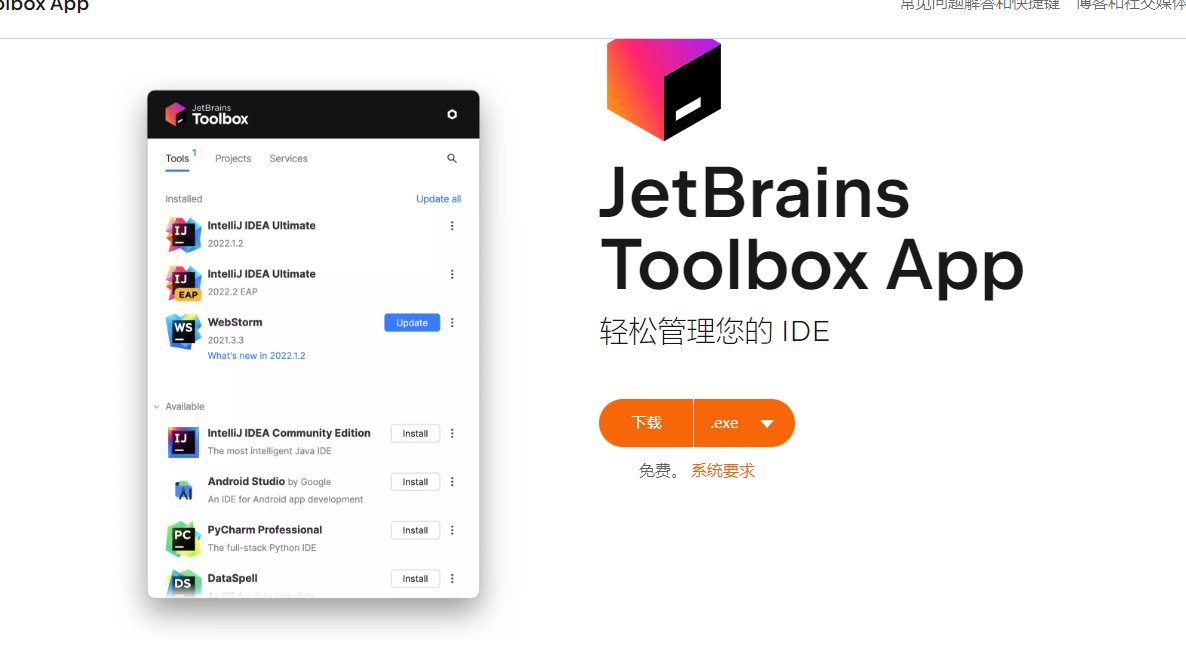 olbox App
常见问题解答和快捷键 博客和社交媒体
JetBrains
Toolbox
Tools 1 Projects Services
Installed Update all
IJ IntelliJ IDEA Ultimate
2022.1.2
IJ IntelliJ IDEA Ultimate
EAP 2022.2 EAP
WS WebStorm Update
2021.3.3
What's new in 2022.1.2
Available
IJ IntelliJ IDEA Community Edition Install
The most intelligent Java IDE
Android Studio by Google Install
An IDE for Android app development
PC PyCharm Professional Install
The full-stack Python IDE
DS DataSpell Install
An IDE for data scientists
JetBrains
Toolbox App
轻松管理您的 IDE
下载 .exe
免费。 系统要求